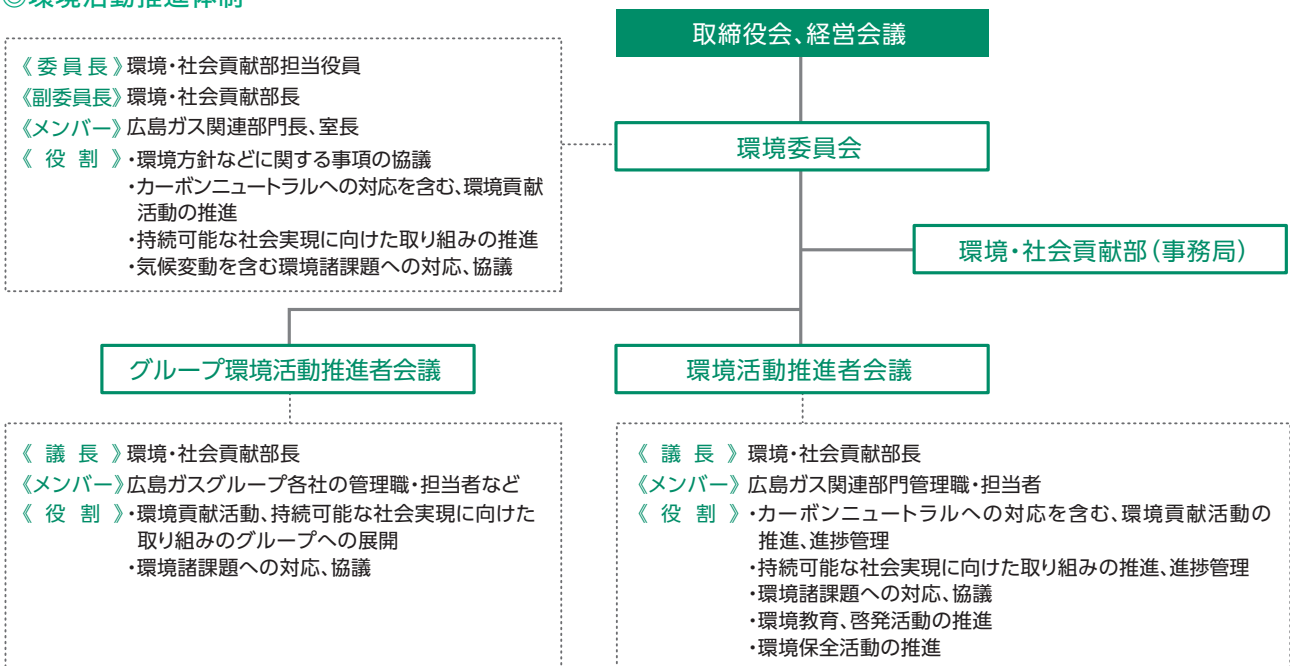 ◎環境活動推進体制
取締役会、経営会議
《委員長》環境・社会貢献部担当役員
《副委員長》環境・社会貢献部長
《メンバー》広島ガス関連部門長、室長
《役割》・環境方針などに関する事項の協議
・カーボンニュートラルへの対応を含む、環境貢献
活動の推進
・持続可能な社会実現に向けた取り組みの推進
・気候変動を含む環境諸課題への対応、協議
環境委員会
環境・社会貢献部(事務局)
グループ環境活動推進者会議
環境活動推進者会議
《議長》環境・社会貢献部長
《メンバー》広島ガスグループ各社の管理職・担当者など
《役割》・環境貢献活動、持続可能な社会実現に向けた
取り組みのグループへの展開
・環境諸課題への対応、協議
《議長》環境・社会貢献部長
《メンバー》広島ガス関連部門管理職・担当者
《役割》・カーボンニュートラルへの対応を含む、環境貢献活動の
推進、進捗管理
・持続可能な社会実現に向けた取り組みの推進、進捗管理
・環境諸課題への対応、協議
・環境教育、啓発活動の推進
・環境保全活動の推進